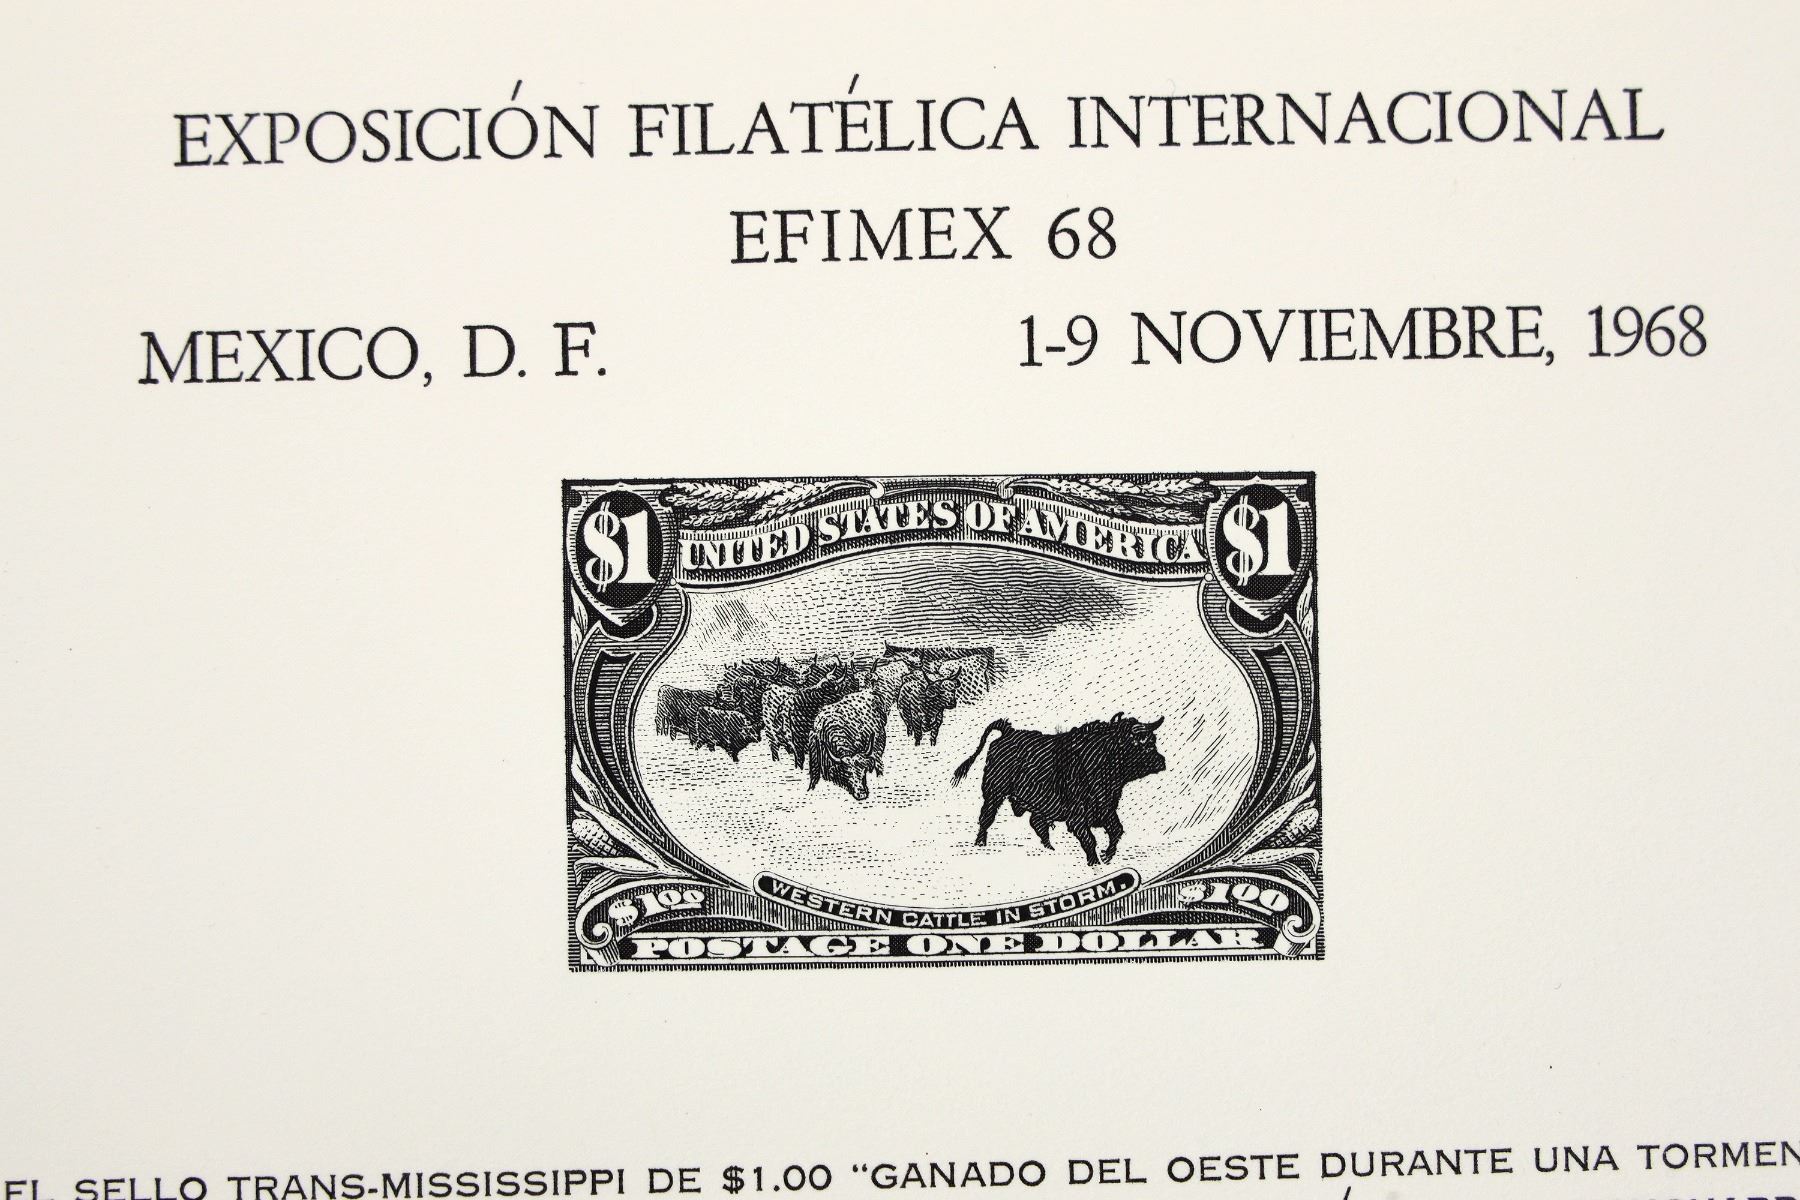 EXPOSICIÓN FILATÉLICA INTERNACIONAL
EFIMEX 68
MEXICO, D. F. 1-9 NOVIEMBRE, 1968
$1 UNITED STATES OF AMERICA $1
WESTERN CATTLE IN STORM.
$1.00 $1.00
POSTAGE ONE DOLLAR
EL SELLO TRANS-MISSISSIPPI DE $1.00 “GANADO DEL OESTE DURANTE UNA TORMEN